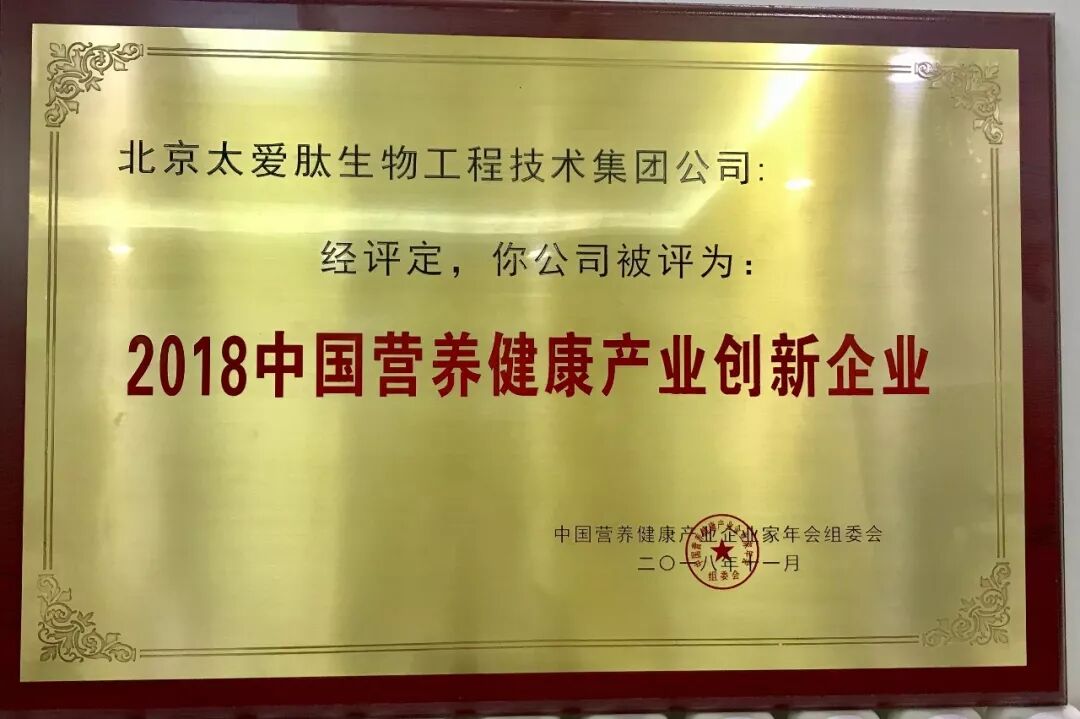 北京太爱肽生物工程技术集团公司:
经评定，你公司被评为：
2018中国营养健康产业创新企业
中国营养健康产业企业家年会组委会
二〇一八年十一月
组委会